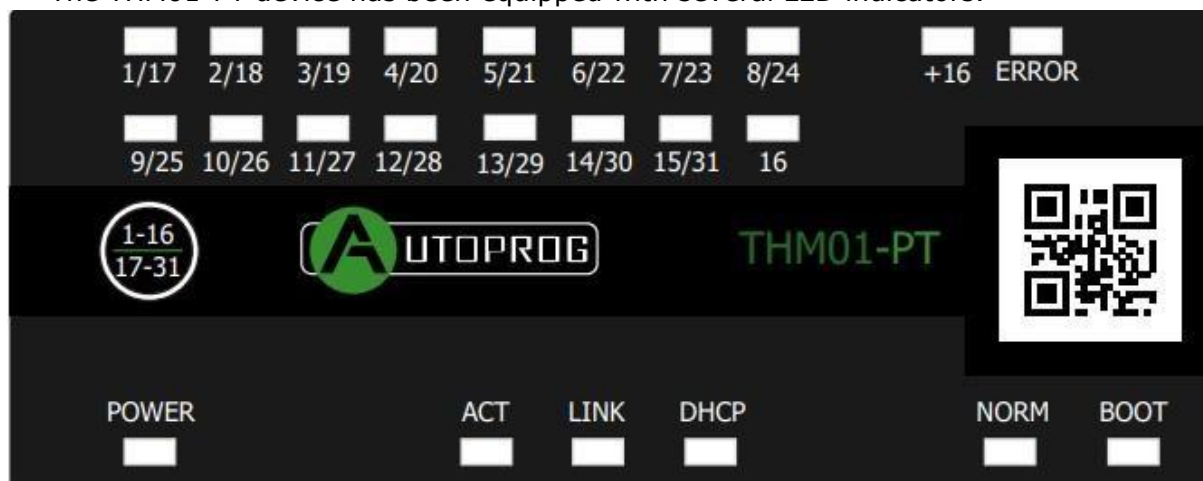 The THM01-PT device has been equipped with several LED indicators.
1/17 2/18 3/19 4/20 5/21 6/22 7/23 8/24 +16 ERROR
9/25 10/26 11/27 12/28 13/29 14/30 15/31 16
1-16
17-31
AUTOPROG
THM01-PT
POWER ACT LINK DHCP NORM BOOT